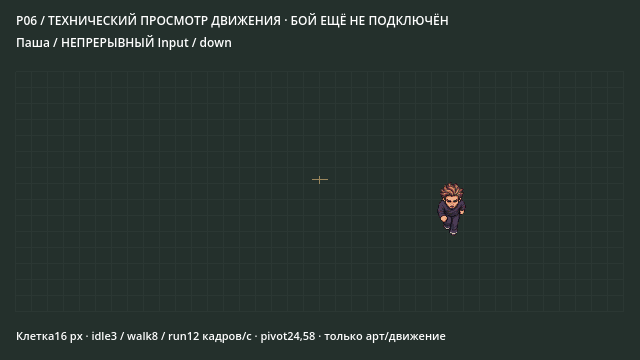 P06 / ТЕХНИЧЕСКИЙ ПРОСМОТР ДВИЖЕНИЯ · БОЙ ЕЩЁ НЕ ПОДКЛЮЧЁН
Паша / НЕПРЕРЫВНЫЙ Input / down
Клетка16 px · idle3 / walk8 / run12 кадров/с · pivot24,58 · только арт/движение